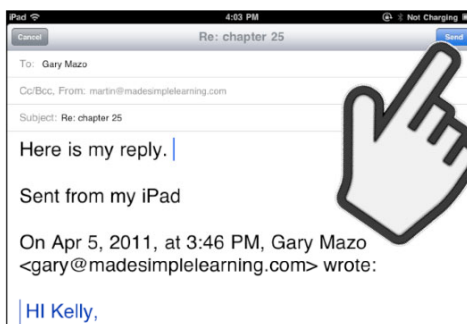 iPad 4:03 PM Not Charging
Cancel Re: chapter 25 Send
To: Gary Mazo
Cc/Bcc, From: martin@madesimplelearning.com
Subject: Re: chapter 25
Here is my reply.
Sent from my iPad
On Apr 5, 2011, at 3:46 PM, Gary Mazo
<gary@madesimplelearning.com> wrote:
HI Kelly,